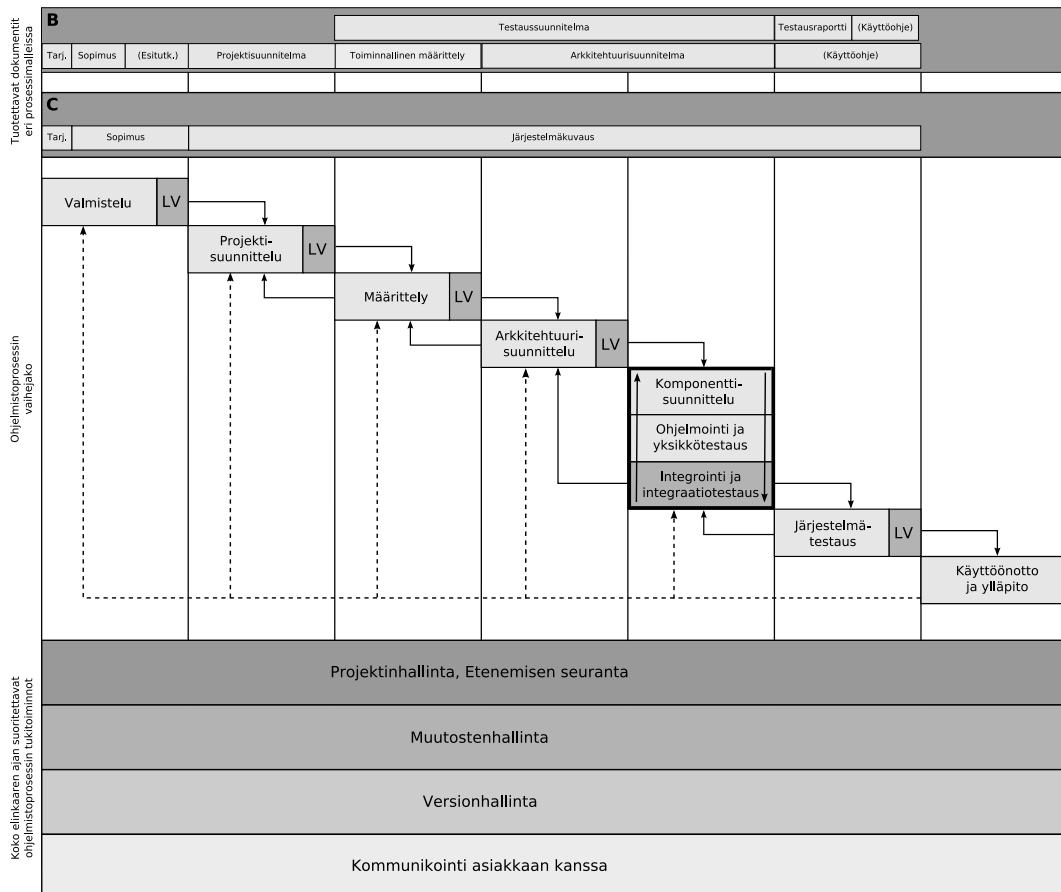 Tuotettavat dokumentit
eri prosessimalleissa
B
Testaussuunnitelma
Testausraportti
(Käyttöohje)
Tarj.
Sopimus
(Esitutk.)
Projektisuunnitelma
Toiminnallinen määrittely
Arkkitehtuurisuunnitelma
(Käyttöohje)
C
Tarj.
Sopimus
Järjestelmäkuvaus
Ohjelmistoprosessin
vaihejako
Valmistelu
LV
Projekti-
suunnittelu
LV
Määrittely
LV
Arkkitehtuuri-
suunnittelu
LV
Komponentti-
suunnittelu
Ohjelmointi ja
yksikkötestaus
Integrointi ja
integraatiotestaus
Järjestelmä-
testaus
LV
Käyttöönotto
ja ylläpito
Koko elinkaaren ajan suoritettavat
ohjelmistoprosessin tukitoiminnot
Projektinhallinta, Etenemisen seuranta
Muutostenhallinta
Versionhallinta
Kommunikointi asiakkaan kanssa